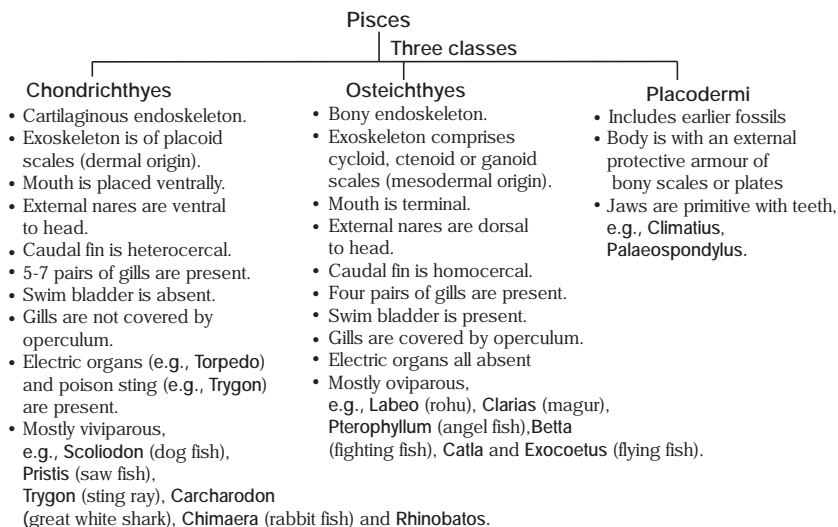 Pisces
Three classes
Chondrichthyes
• Cartilaginous endoskeleton.
• Exoskeleton is of placoid
scales (dermal origin).
• Mouth is placed ventrally.
• External nares are ventral
to head.
• Caudal fin is heterocercal.
• 5-7 pairs of gills are present.
• Swim bladder is absent.
• Gills are not covered by
operculum.
• Electric organs (e.g., Torpedo)
and poison sting (e.g., Trygon)
are present.
• Mostly viviparous,
e.g., Scoliodon (dog fish),
Pristis (saw fish),
Trygon (sting ray), Carcharodon
(great white shark), Chimaera (rabbit fish) and Rhinobatos.
Osteichthyes
• Bony endoskeleton.
• Exoskeleton comprises
cycloid, ctenoid or ganoid
scales (mesodermal origin).
• Mouth is terminal.
• External nares are dorsal
to head.
• Caudal fin is homocercal.
• Four pairs of gills are present.
• Swim bladder is present.
• Gills are covered by operculum.
• Electric organs all absent
• Mostly oviparous,
e.g., Labeo (rohu), Clarias (magur),
Pterophyllum (angel fish),Betta
(fighting fish), Catla and Exocoetus (flying fish).
Placodermi
• Includes earlier fossils
• Body is with an external
protective armour of
bony scales or plates
• Jaws are primitive with teeth,
e.g., Climatius,
Palaeospondylus.